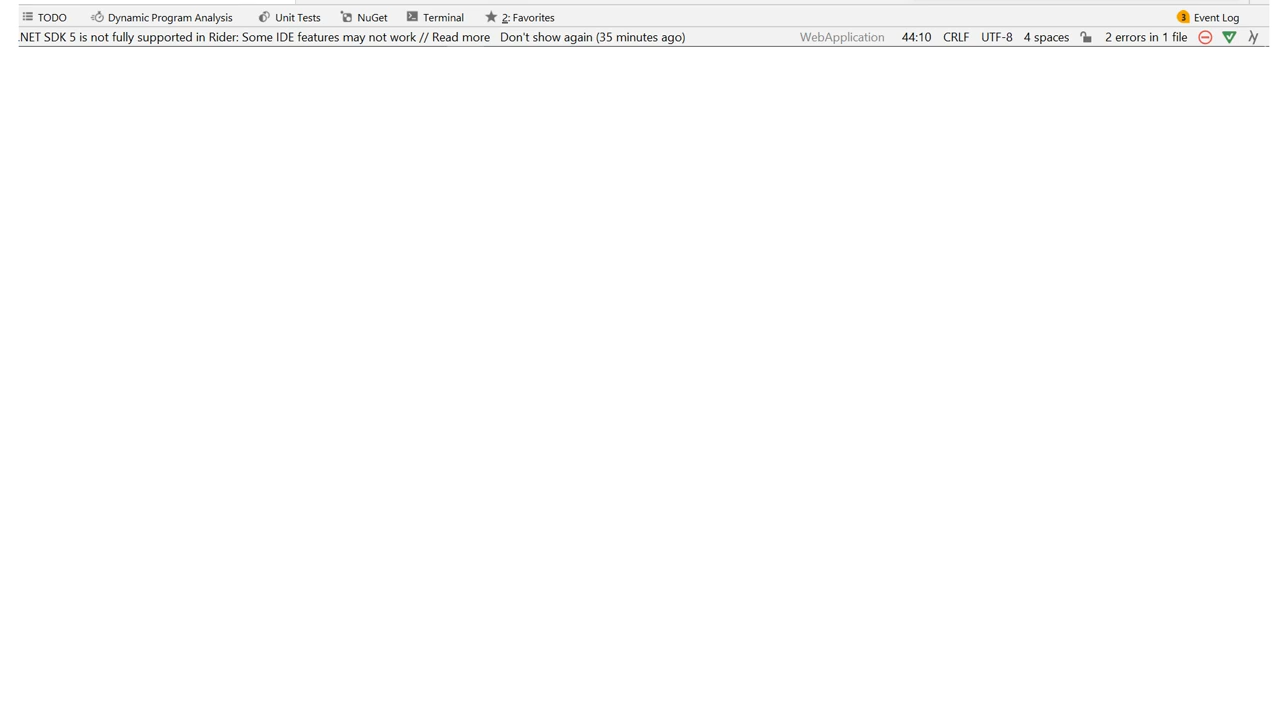 TODO Dynamic Program Analysis Unit Tests NuGet Terminal 2: Favorites 3 Event Log
.NET SDK 5 is not fully supported in Rider: Some IDE features may not work // Read more Don't show again (35 minutes ago) WebApplication 44:10 CRLF UTF-8 4 spaces 2 errors in 1 file